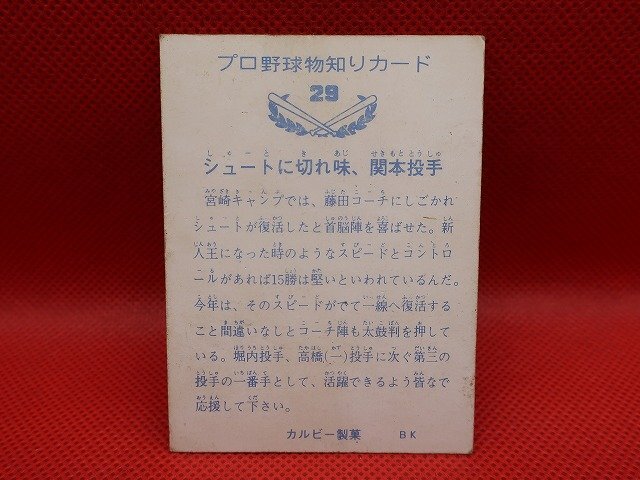 プロ野球物知りカード
29
シュートに切れ味、関本投手
宮崎キャンプでは、藤田コーチにしごかれ
シュートが復活したと首脳陣を喜ばせた。新
人王になった時のようなスピードとコントロ
ールがあれば15勝は堅いといわれているんだ。
今年は、そのスピードがでて一線へ復活する
こと間違いなしとコーチ陣も太鼓判を押して
いる。堀内投手、高橋(一)投手に次ぐ第三の
投手の一番手として、活躍できるよう皆なで
応援して下さい。
カルビー製菓 BK